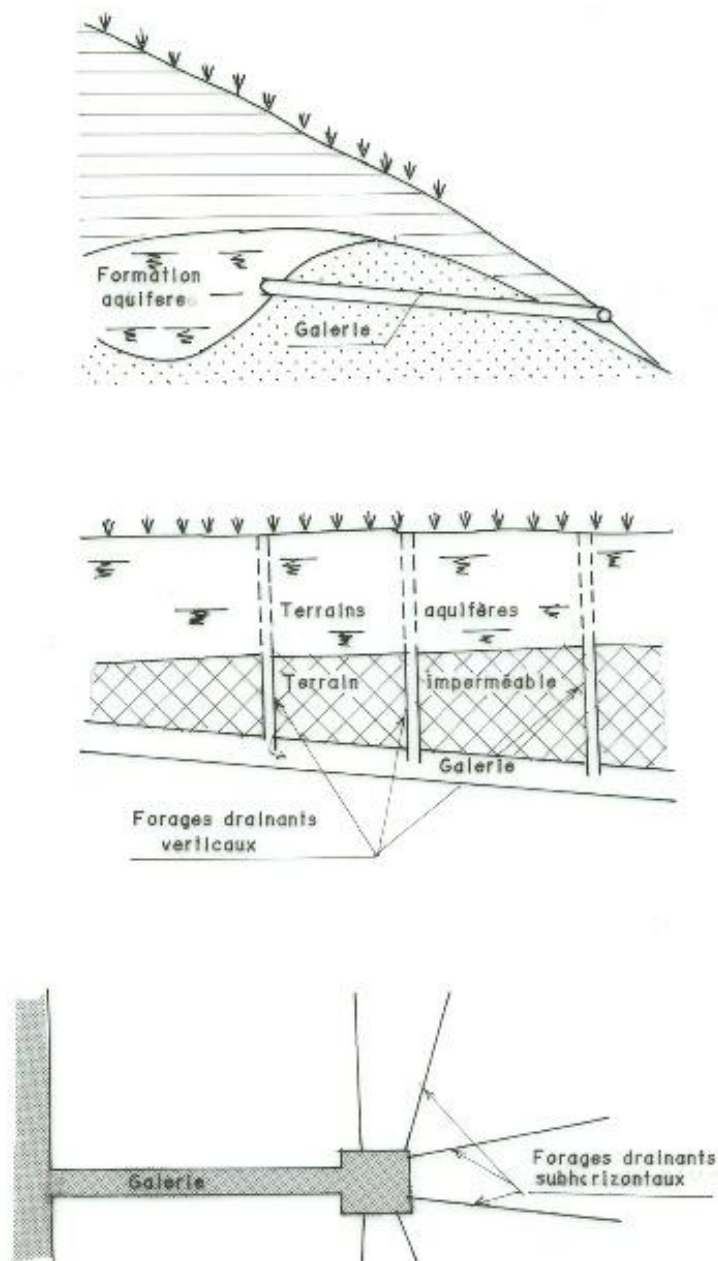 Formation
aquifere
Galerie
Terrains aquifères
Terrain imperméable
Galerie
Forages drainants
verticaux
Galerie
Forages drainants
subhorizontaux